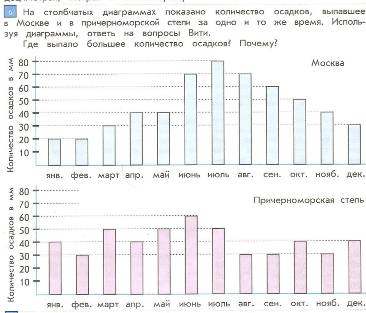 На столбчатых диаграммах показано количество осадков, выпавшее
в Москве и в причерноморской степи за одно и то же время. Исполь-
зуя диаграммы, ответь на вопросы Вити.
Где выпало большее количество осадков? Почему?
Количество осадков в мм
Москва
80
70
60
50
40
30
20
10
янв. фев. март апр. май июнь июль авг. сен. окт. нояб. дек.
Количество осадков в мм
Причерноморская степь
80
70
60
50
40
30
20
10
янв. фев. март апр. май июнь июль авг. сен. окт. нояб. дек.